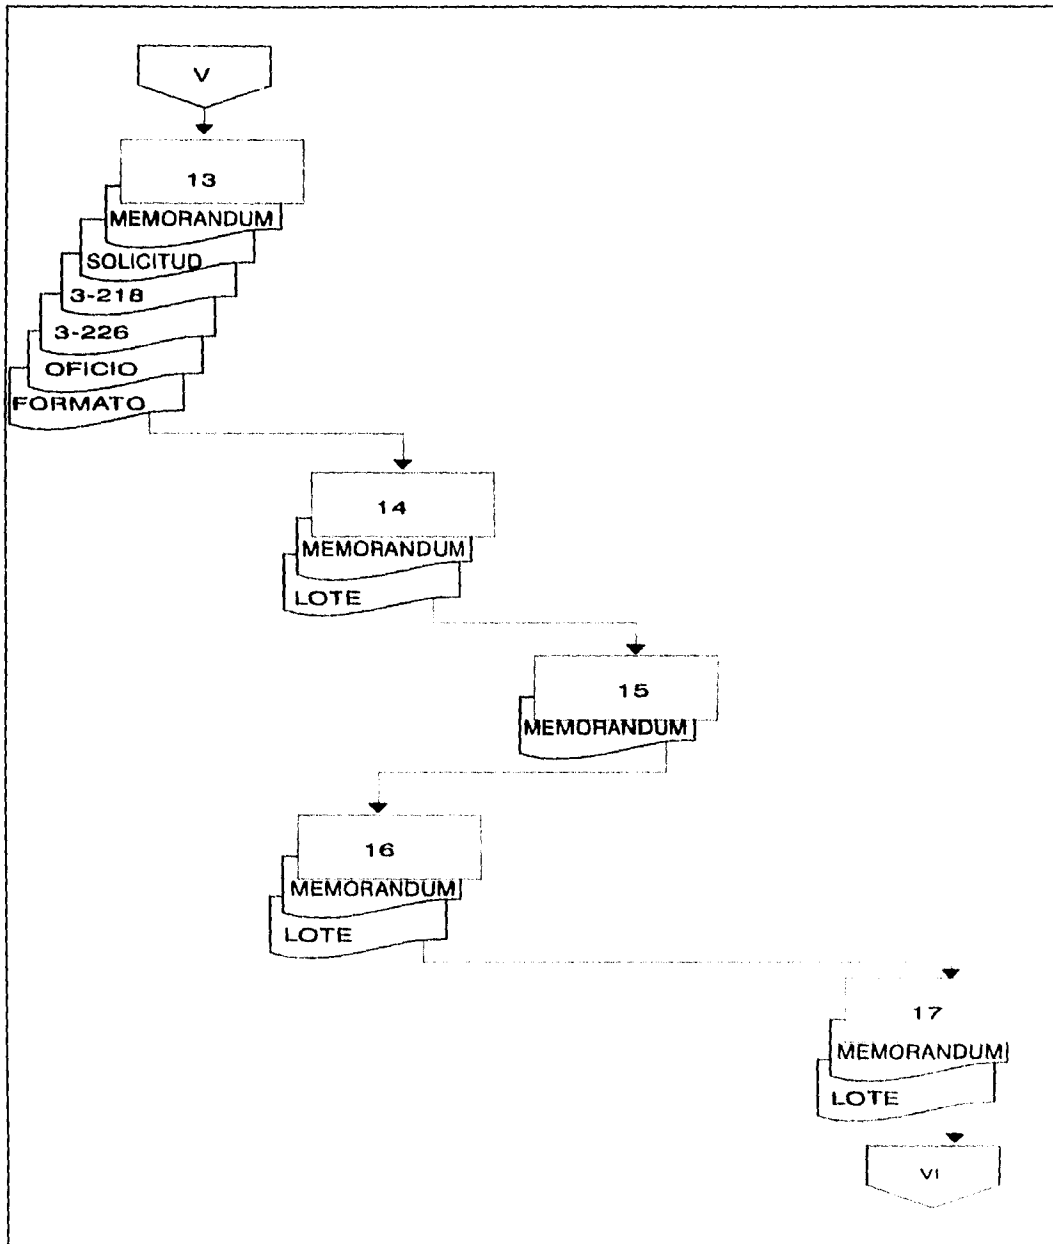 V
13
MEMORANDUM
SOLICITUD
3-218
3-226
OFICIO
FORMATO
14
MEMORANDUM
LOTE
15
MEMORANDUM
16
MEMORANDUM
LOTE
17
MEMORANDUM
LOTE
VI